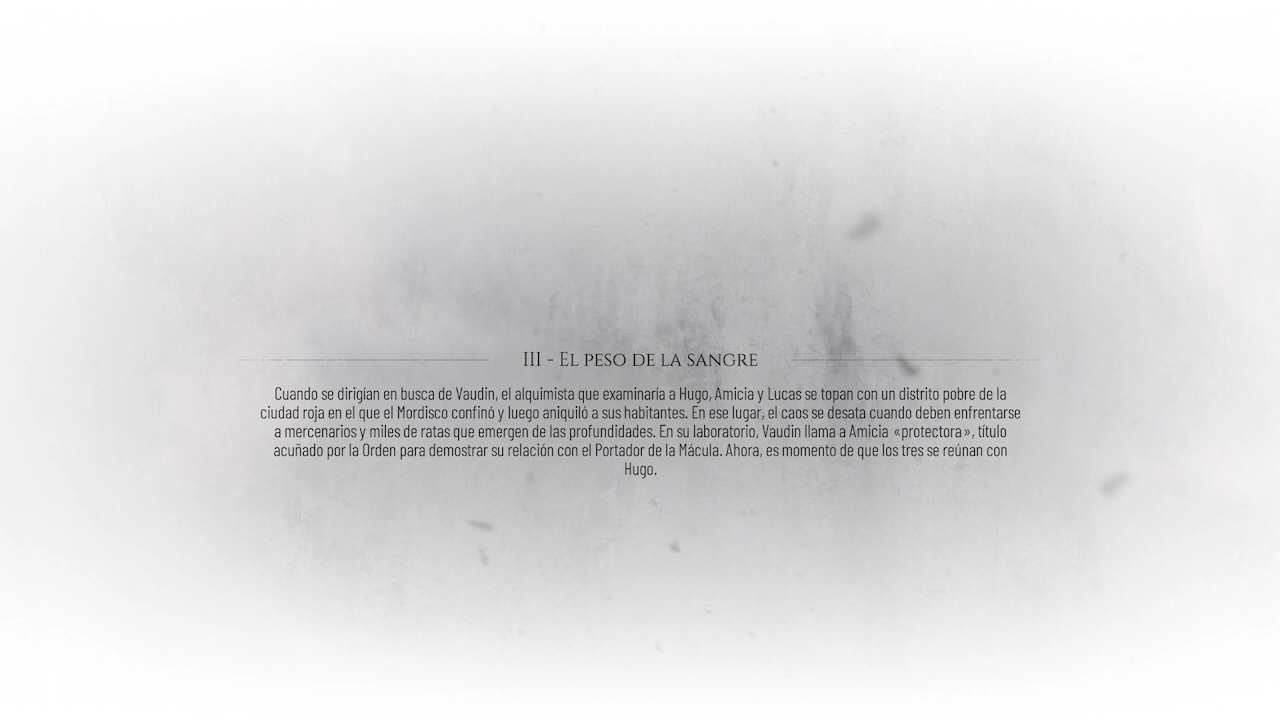 III - El peso de la sangre
Cuando se dirigían en busca de Vaudin, el alquimista que examinaría a Hugo, Amicia y Lucas se topan con un distrito pobre de la
ciudad roja en el que el Mordisco confinó y luego aniquiló a sus habitantes. En ese lugar, el caos se desata cuando deben enfrentarse
a mercenarios y miles de ratas que emergen de las profundidades. En su laboratorio, Vaudin llama a Amicia «protectora», título
acuñado por la Orden para demostrar su relación con el Portador de la Mácula. Ahora, es momento de que los tres se reúnan con
Hugo.